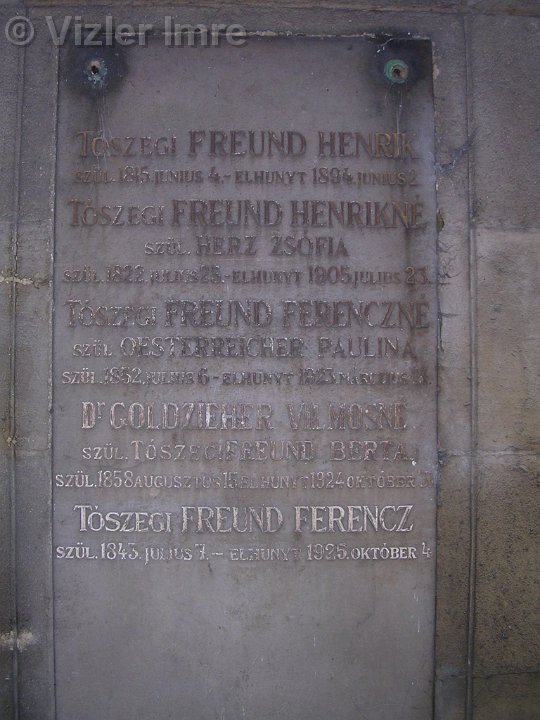 © Vizler Imre
TÓSZEGI FREUND HENRIK
SZÜL. 1815. JUNIUS 4.- ELHUNYT 1894. JUNIUS 2
TÓSZEGI FREUND HENRIKNÉ
SZÜL. HERZ ZSÓFIA
SZÜL. 1822. JULIUS 25.- ELHUNYT 1905 JULIUS 23.
TÓSZEGI FREUND FERENCZNÉ
SZÜL. OESTERREICHER PAULINA
SZÜL. 1852. JULIUS 6 - ELHUNYT 1923. MÁRCZIUS
Dr. GOLDZIEHER VILMOSNÉ
SZÜL. TÓSZEGI FREUND BERTA
SZÜL. 1858 AUGUSZTUS 15 ELHUNYT 1924 OKTÓBER
TÓSZEGI FREUND FERENCZ
SZÜL. 1843. JULIUS 7. - ELHUNYT 1925. OKTÓBER 4